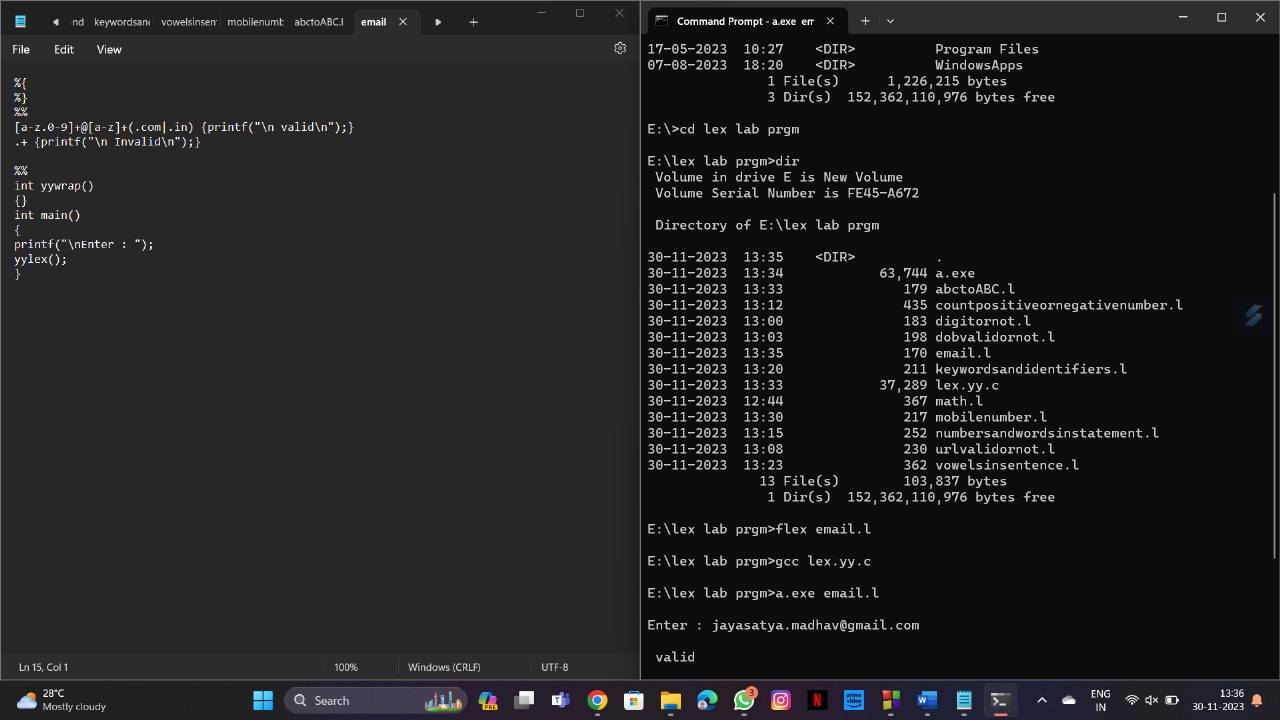 nd
keywordsand
vowelsinsen
mobilenumb
abctoABC.l
email
File
Edit
View
%{
%}
%%
[a-z.0-9]+@[a-z]+(.com|.in) {printf("\n valid\n");}
.+ {printf("\n Invalid\n");}
%%
int yywrap()
{}
int main()
{
printf("\nEnter : ");
yylex();
}
Ln 15, Col 1
100%
Windows (CRLF)
UTF-8
Command Prompt - a.exe em
17-05-2023  10:27    <DIR>          Program Files
07-08-2023  18:20    <DIR>          WindowsApps
1 File(s)      1,226,215 bytes
3 Dir(s)  152,362,110,976 bytes free
E:\>cd lex lab prgm
E:\lex lab prgm>dir
Volume in drive E is New Volume
Volume Serial Number is FE45-A672
Directory of E:\lex lab prgm
30-11-2023  13:35    <DIR>          .
30-11-2023  13:34            63,744 a.exe
30-11-2023  13:33               179 abctoABC.l
30-11-2023  13:12               435 countpositiveornegativenumber.l
30-11-2023  13:00               183 digitornot.l
30-11-2023  13:03               198 dobvalidornot.l
30-11-2023  13:35               170 email.l
30-11-2023  13:20               211 keywordsandidentifiers.l
30-11-2023  13:33            37,289 lex.yy.c
30-11-2023  12:44               367 math.l
30-11-2023  13:30               217 mobilenumber.l
30-11-2023  13:15               252 numbersandwordsinstatement.l
30-11-2023  13:08               230 urlvalidornot.l
30-11-2023  13:23               362 vowelsinsentence.l
13 File(s)        103,837 bytes
1 Dir(s)  152,362,110,976 bytes free
E:\lex lab prgm>flex email.l
E:\lex lab prgm>gcc lex.yy.c
E:\lex lab prgm>a.exe email.l
Enter : jayasatya.madhav@gmail.com
valid
28°C
Mostly cloudy
Search
PRE
3
prime video
ENG
IN
13:36
30-11-2023